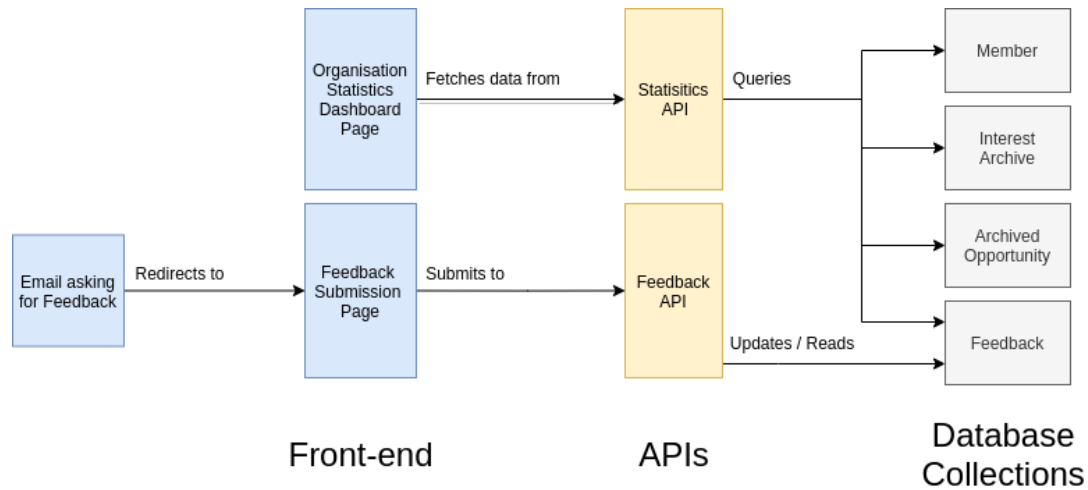 Organisation
Statistics
Dashboard
Page
Fetches data from
Statisitics
API
Queries
Member
Interest
Archive
Archived
Opportunity
Feedback
Email asking
for Feedback
Redirects to
Feedback
Submission
Page
Submits to
Feedback
API
Updates / Reads
Front-end
APIs
Database
Collections